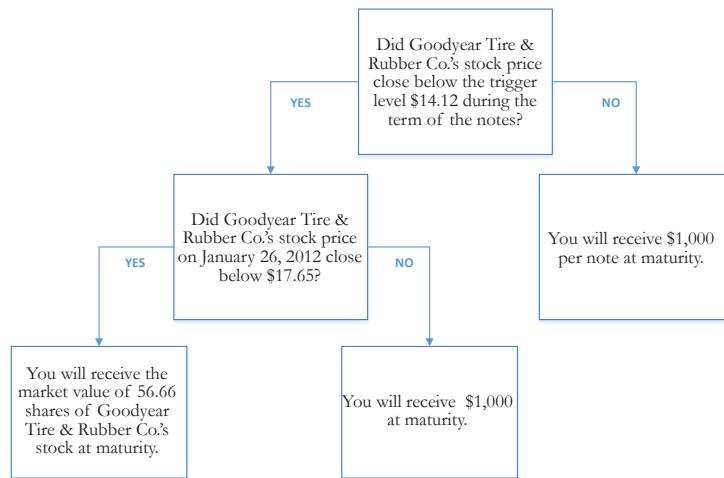 Did Goodyear Tire &
Rubber Co.'s stock price
close below the trigger
level $14.12 during the
term of the notes?
YES
NO
Did Goodyear Tire &
Rubber Co.'s stock price
on January 26, 2012 close
below $17.65?
You will receive $1,000
per note at maturity.
YES
NO
You will receive the
market value of 56.66
shares of Goodyear
Tire & Rubber Co.'s
stock at maturity.
You will receive $1,000
at maturity.